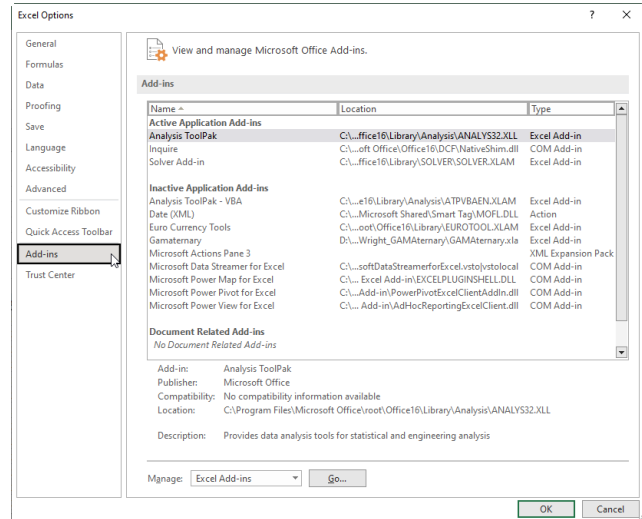 Excel Options ? X
General
Formulas
Data
Proofing
Save
Language
Accessibility
Advanced
Customize Ribbon
Quick Access Toolbar
Add-ins
Trust Center
View and manage Microsoft Office Add-ins.
Add-ins
Name Location Type
Active Application Add-ins
Analysis ToolPak C:\...ffice16\Library\Analysis\ANALYS32.XLL Excel Add-in
Inquire C:\...oft Office\Office16\DCF\NativeShim.dll COM Add-in
Solver Add-in C:\...ffice16\Library\SOLVER\SOLVER.XLAM Excel Add-in
Inactive Application Add-ins
Analysis ToolPak - VBA C:\...e16\Library\Analysis\ATPVBAEN.XLAM Excel Add-in
Date (XML) C:\...Microsoft Shared\Smart Tag\MOFL.DLL Action
Euro Currency Tools C:\...oot\Office16\Library\EUROTOOL.XLAM Excel Add-in
Gamaternary D:\...Wright_GAMAternary\GAMAternary.xla Excel Add-in
Microsoft Actions Pane 3 XML Expansion Pack
Microsoft Data Streamer for Excel C:\...softDataStreamerforExcel.vsto|vstolocal COM Add-in
Microsoft Power Map for Excel C:\... Excel Add-in\EXCELPLUGINSHELL.DLL COM Add-in
Microsoft Power Pivot for Excel C:\...Add-in\PowerPivotExcelClientAddIn.dll COM Add-in
Microsoft Power View for Excel C:\... Add-in\AdHocReportingExcelClient.dll COM Add-in
Document Related Add-ins
No Document Related Add-ins
Add-in: Analysis ToolPak
Publisher: Microsoft Office
Compatibility: No compatibility information available
Location: C:\Program Files\Microsoft Office\root\Office16\Library\Analysis\ANALYS32.XLL
Description: Provides data analysis tools for statistical and engineering analysis
Manage: Excel Add-ins Go...
OK Cancel